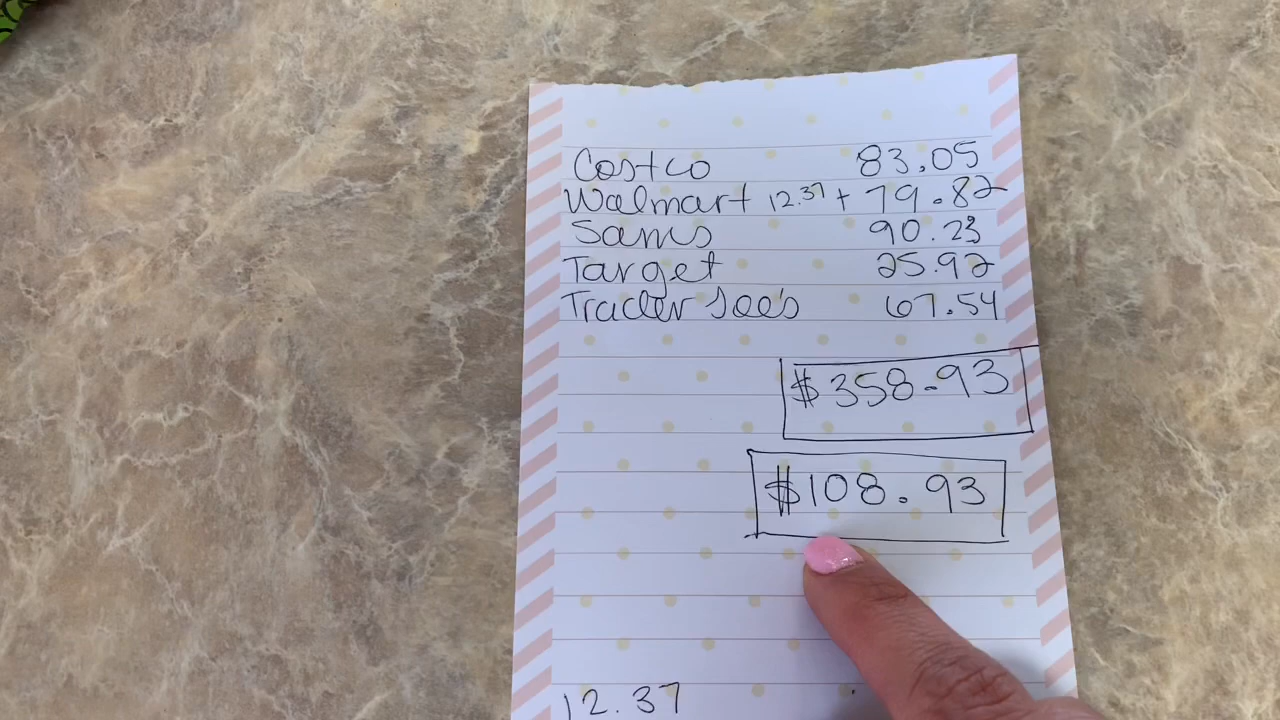 Costco 83.05
Walmart 12.37 + 79.82
Sams 90.23
Target 25.92
Trader Joe's 67.54
$358.93
$108.93
12.37